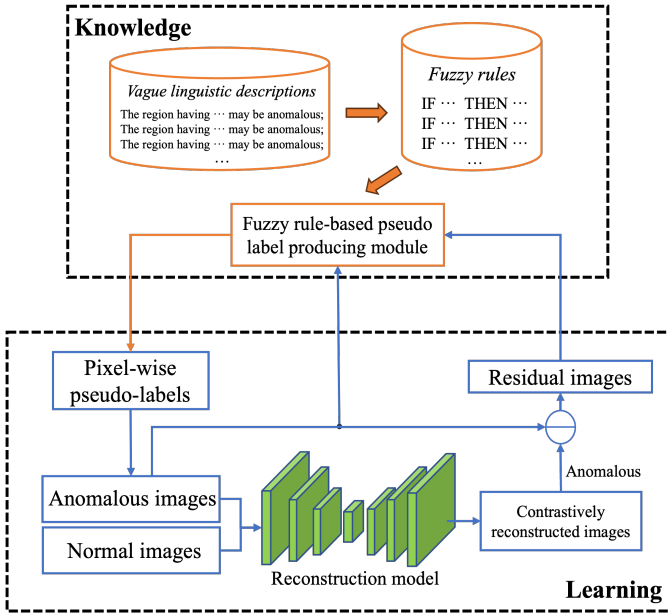 Knowledge
Vague linguistic descriptions
The region having ⋯ may be anomalous;
The region having ⋯ may be anomalous;
The region having ⋯ may be anomalous;
…
Fuzzy rules
IF ⋯ THEN ⋯
IF ⋯ THEN ⋯
IF ⋯ THEN ⋯
…
Fuzzy rule-based pseudo
label producing module
Pixel-wise
pseudo-labels
Residual images
Anomalous images
Normal images
Reconstruction model
Anomalous
Contrastively
reconstructed images
Learning